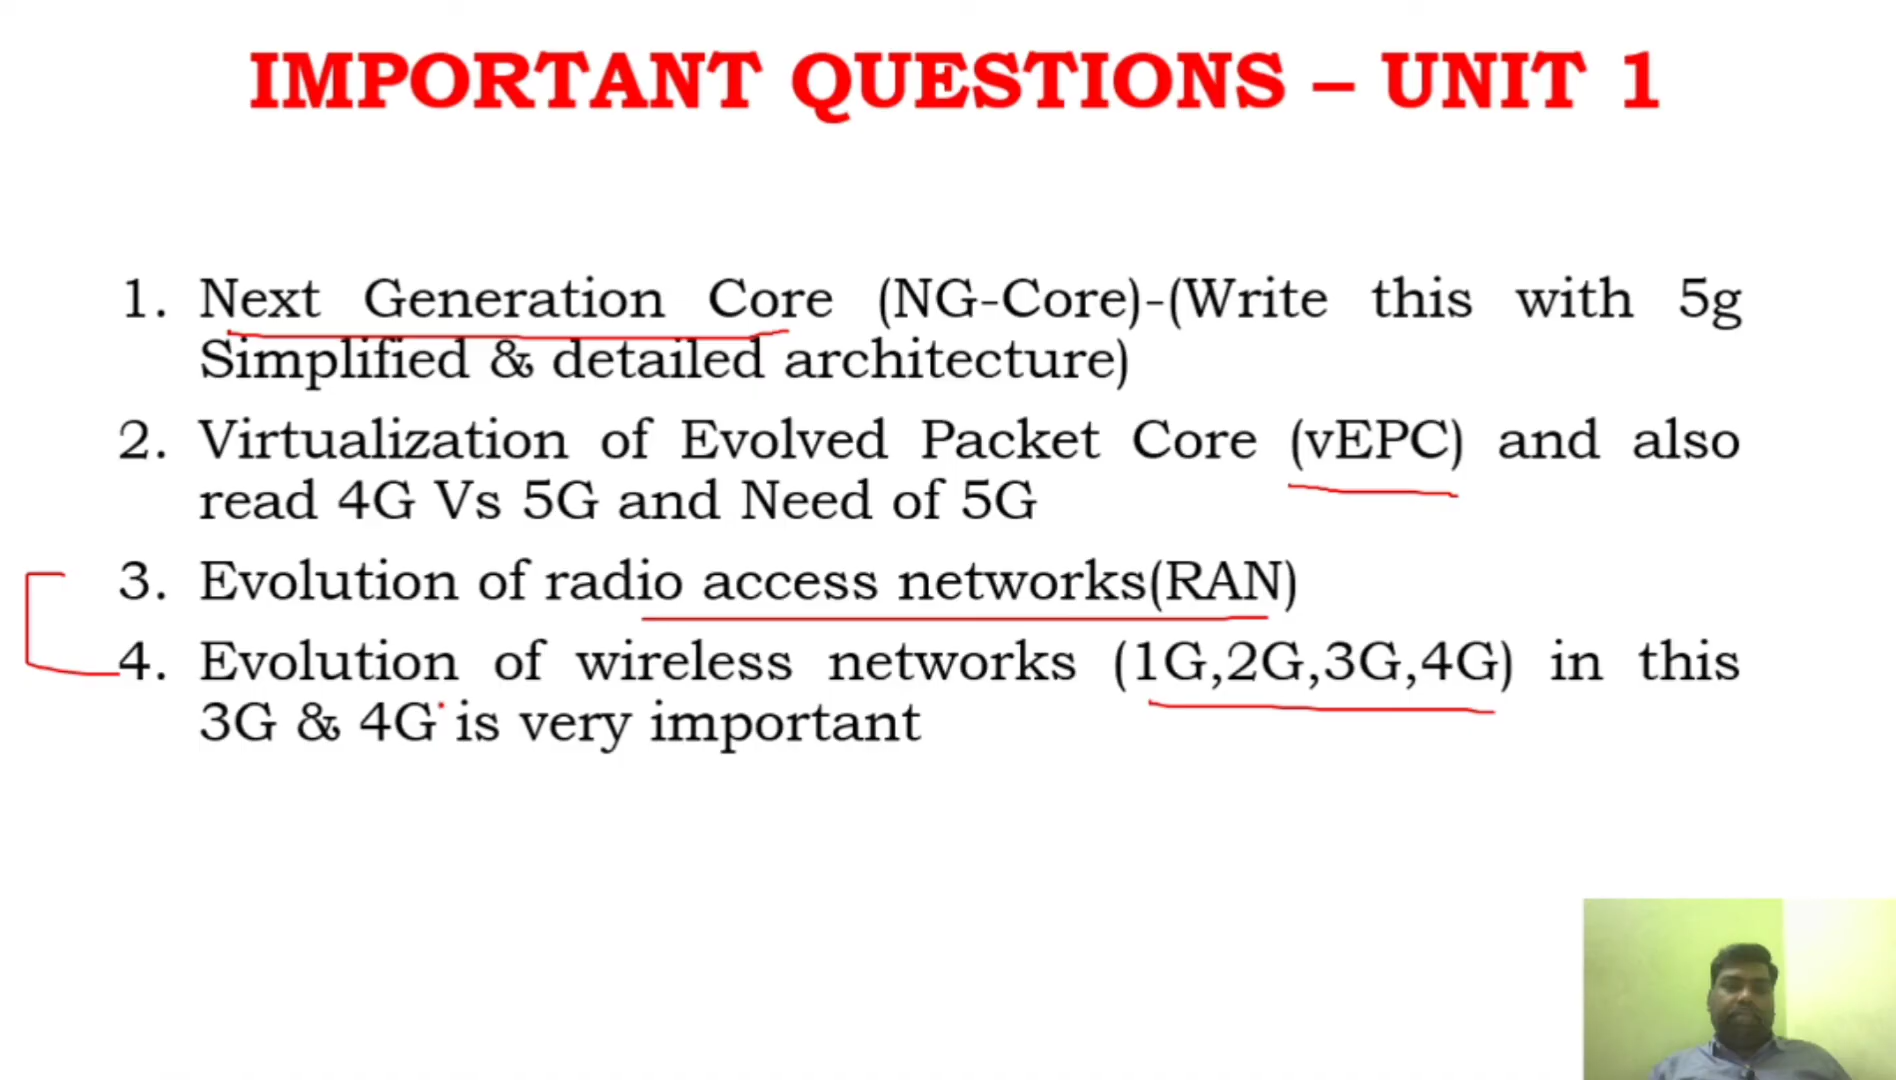 IMPORTANT QUESTIONS – UNIT 1
1. Next Generation Core (NG-Core)-(Write this with 5g
Simplified & detailed architecture)
2. Virtualization of Evolved Packet Core (vEPC) and also
read 4G Vs 5G and Need of 5G
3. Evolution of radio access networks(RAN)
4. Evolution of wireless networks (1G,2G,3G,4G) in this
3G & 4G is very important